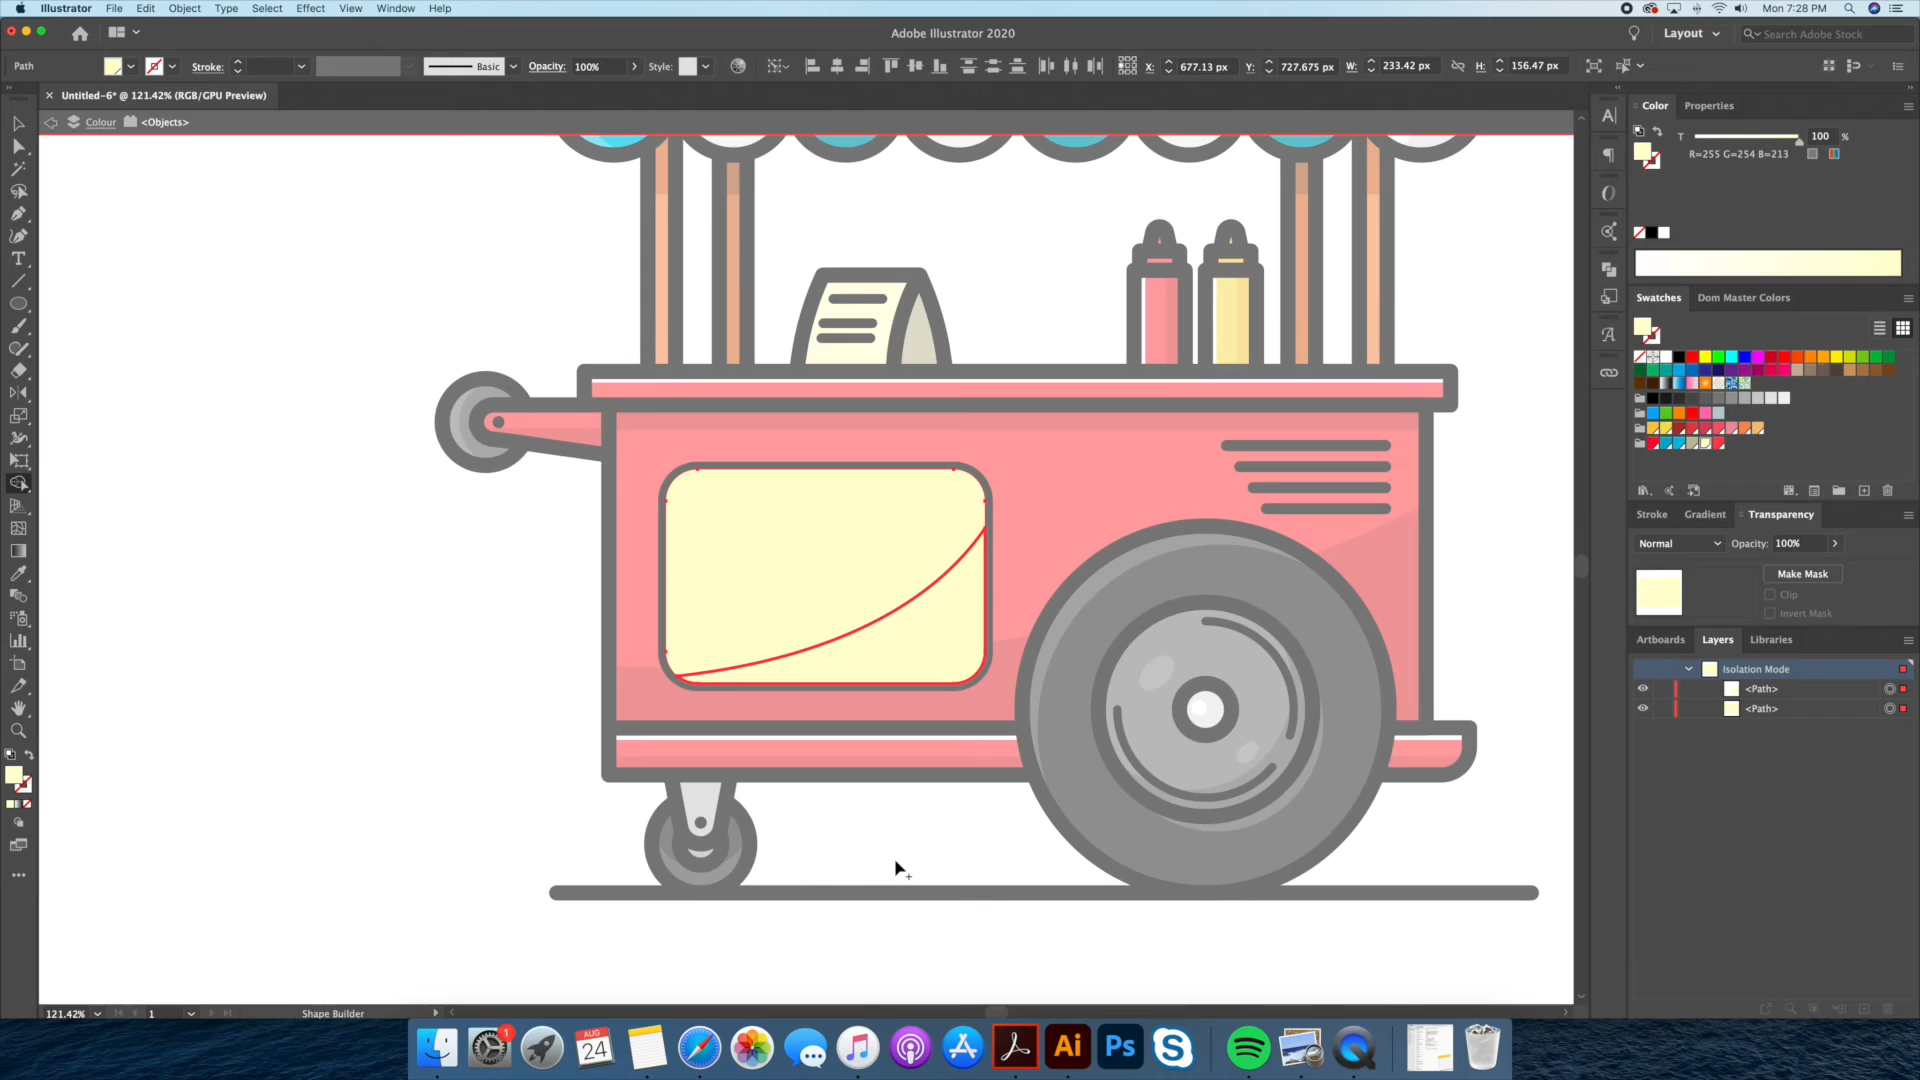 Illustrator File Edit Object Type Select Effect View Window Help Mon 7:28 PM
Adobe Illustrator 2020 Layout Search Adobe Stock
Path Stroke: Basic Opacity: 100% Style: X: 677.13 px Y: 727.675 px W: 233.42 px H: 156.47 px
× Untitled-6* @ 121.42% (RGB/GPU Preview)
Colour <Objects>
Color Properties
T 100 %
R=255 G=254 B=213
Swatches Dom Master Colors
Stroke Gradient Transparency
Normal Opacity: 100%
Make Mask
Clip
Invert Mask
Artboards Layers Libraries
Isolation Mode
<Path>
<Path>
121.42% 1 Shape Builder
1
AUG
24
Ai
Ps